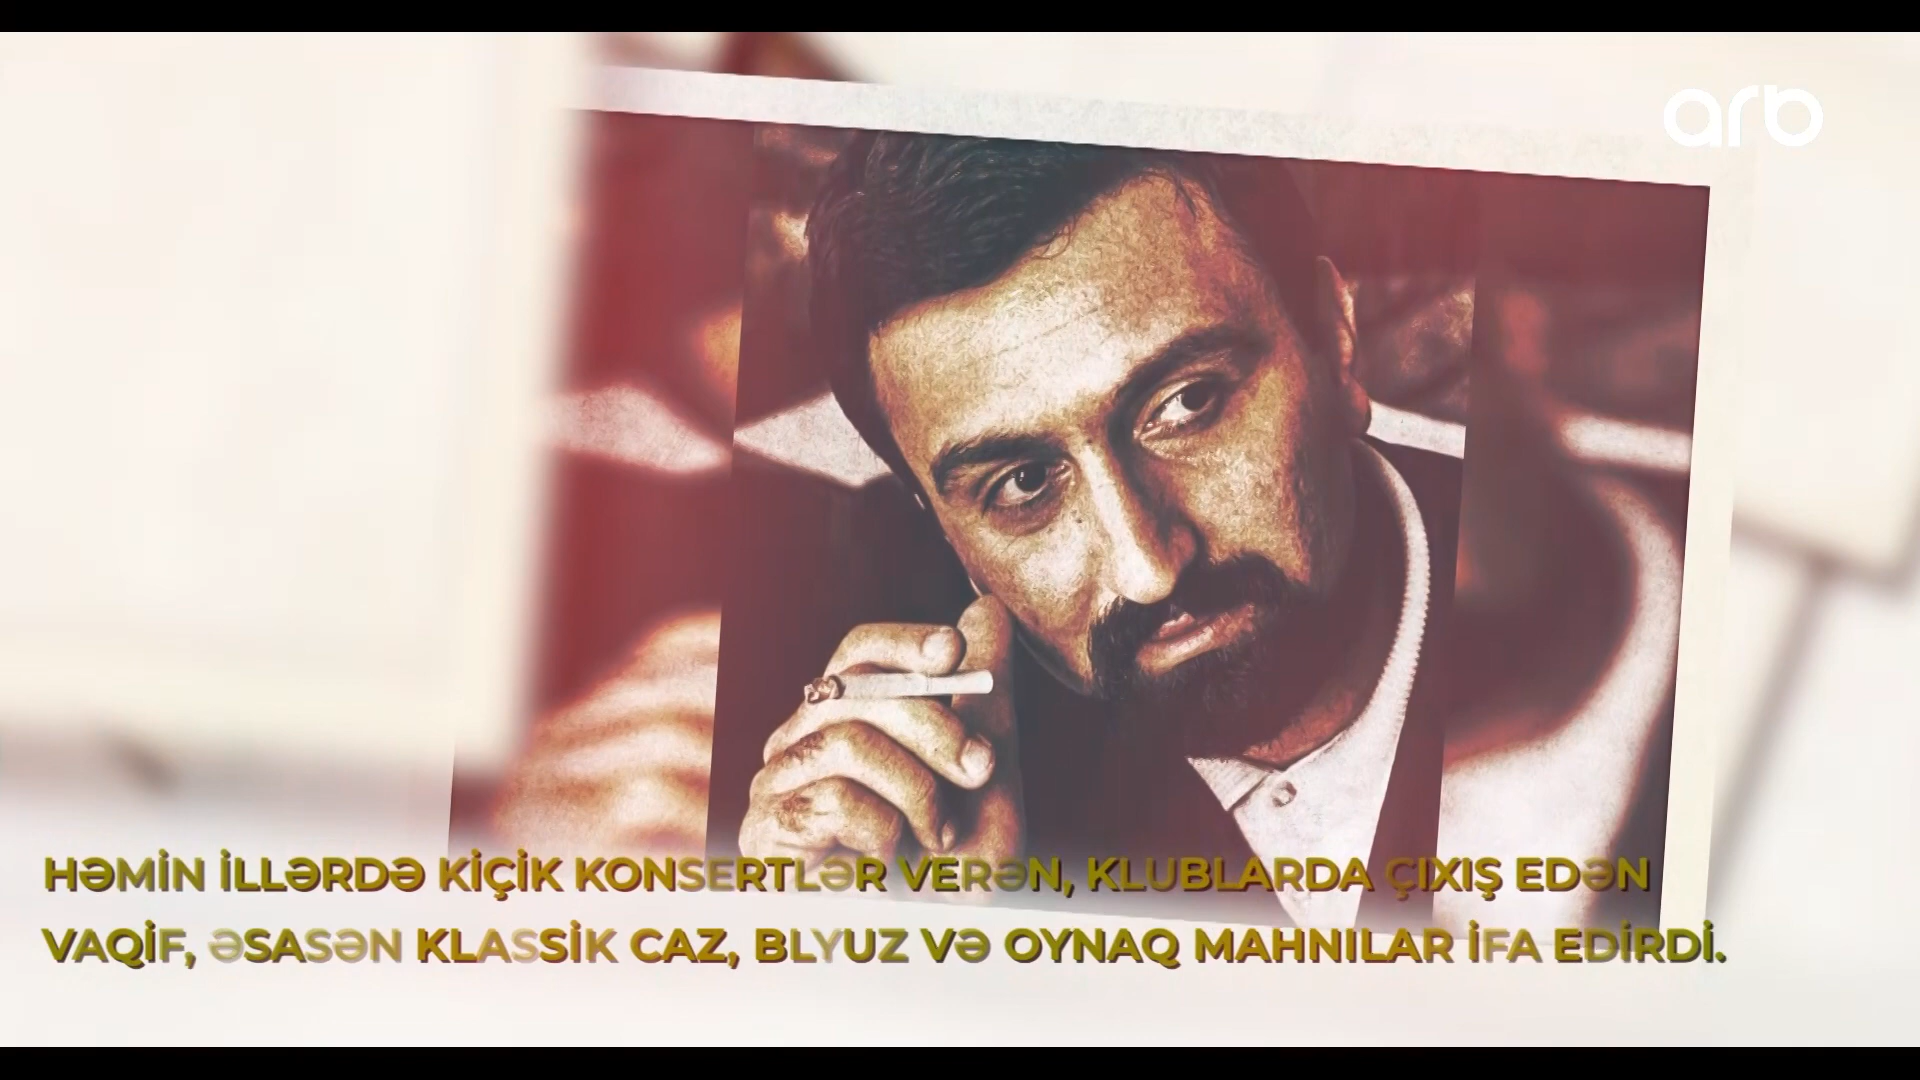 arb
HƏMİN İLLƏRDƏ KİÇİK KONSERTLƏR VERƏN, KLUBLARDA ÇIXIŞ EDƏN
VAQİF, ƏSASƏN KLASSİK CAZ, BLYUZ VƏ OYNAQ MAHNILAR İFA EDİRDİ.